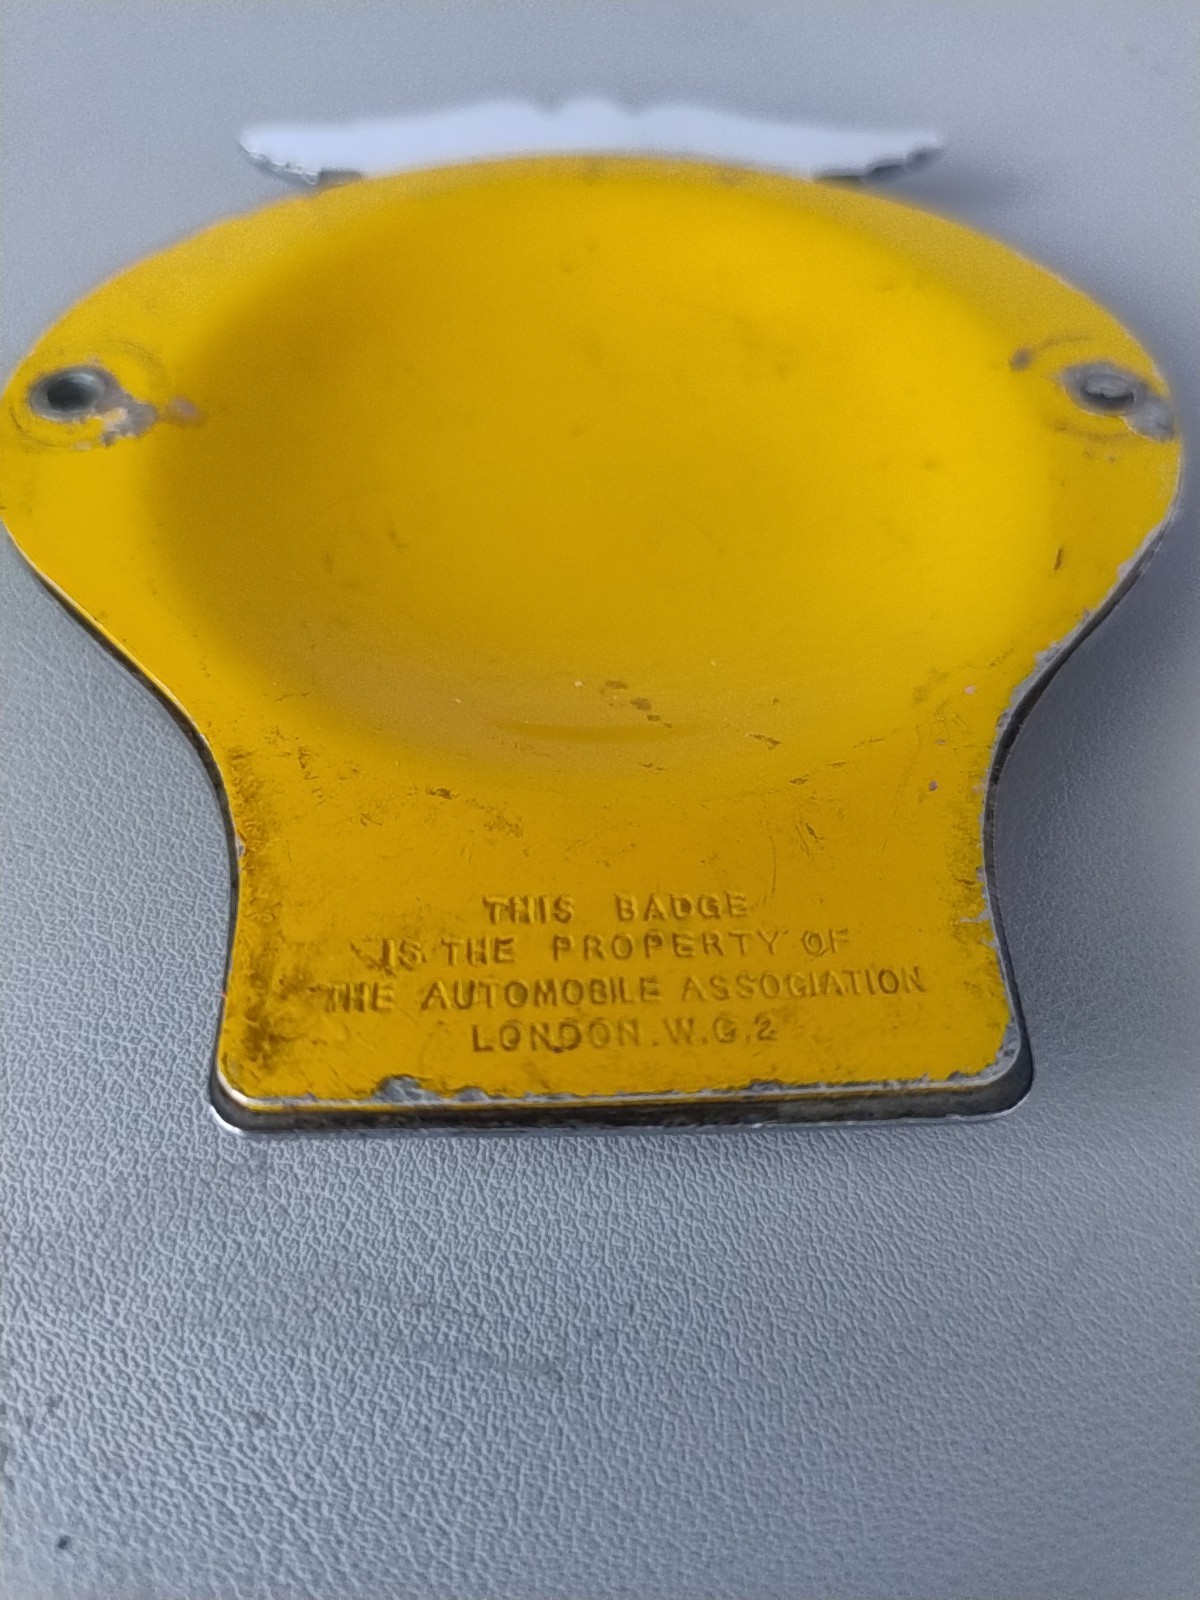 THIS BADGE
IS THE PROPERTY OF
THE AUTOMOBILE ASSOCIATION
LONDON.W.C.2